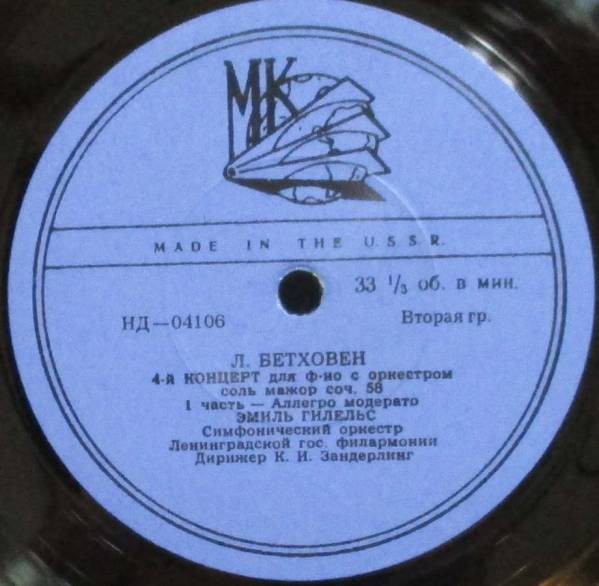 МК
MADE IN THE U.S.S.R.
33 1/3 об. в мин.
НД—04106 Вторая гр.
Л. БЕТХОВЕН
4-й КОНЦЕРТ для ф-но с оркестром
соль мажор соч. 58
I часть — Аллегро модерато
ЭМИЛЬ ГИЛЕЛЬС
Симфонический оркестр
Ленинградской гос. филармонии
Дирижер К. И. Зандерлинг